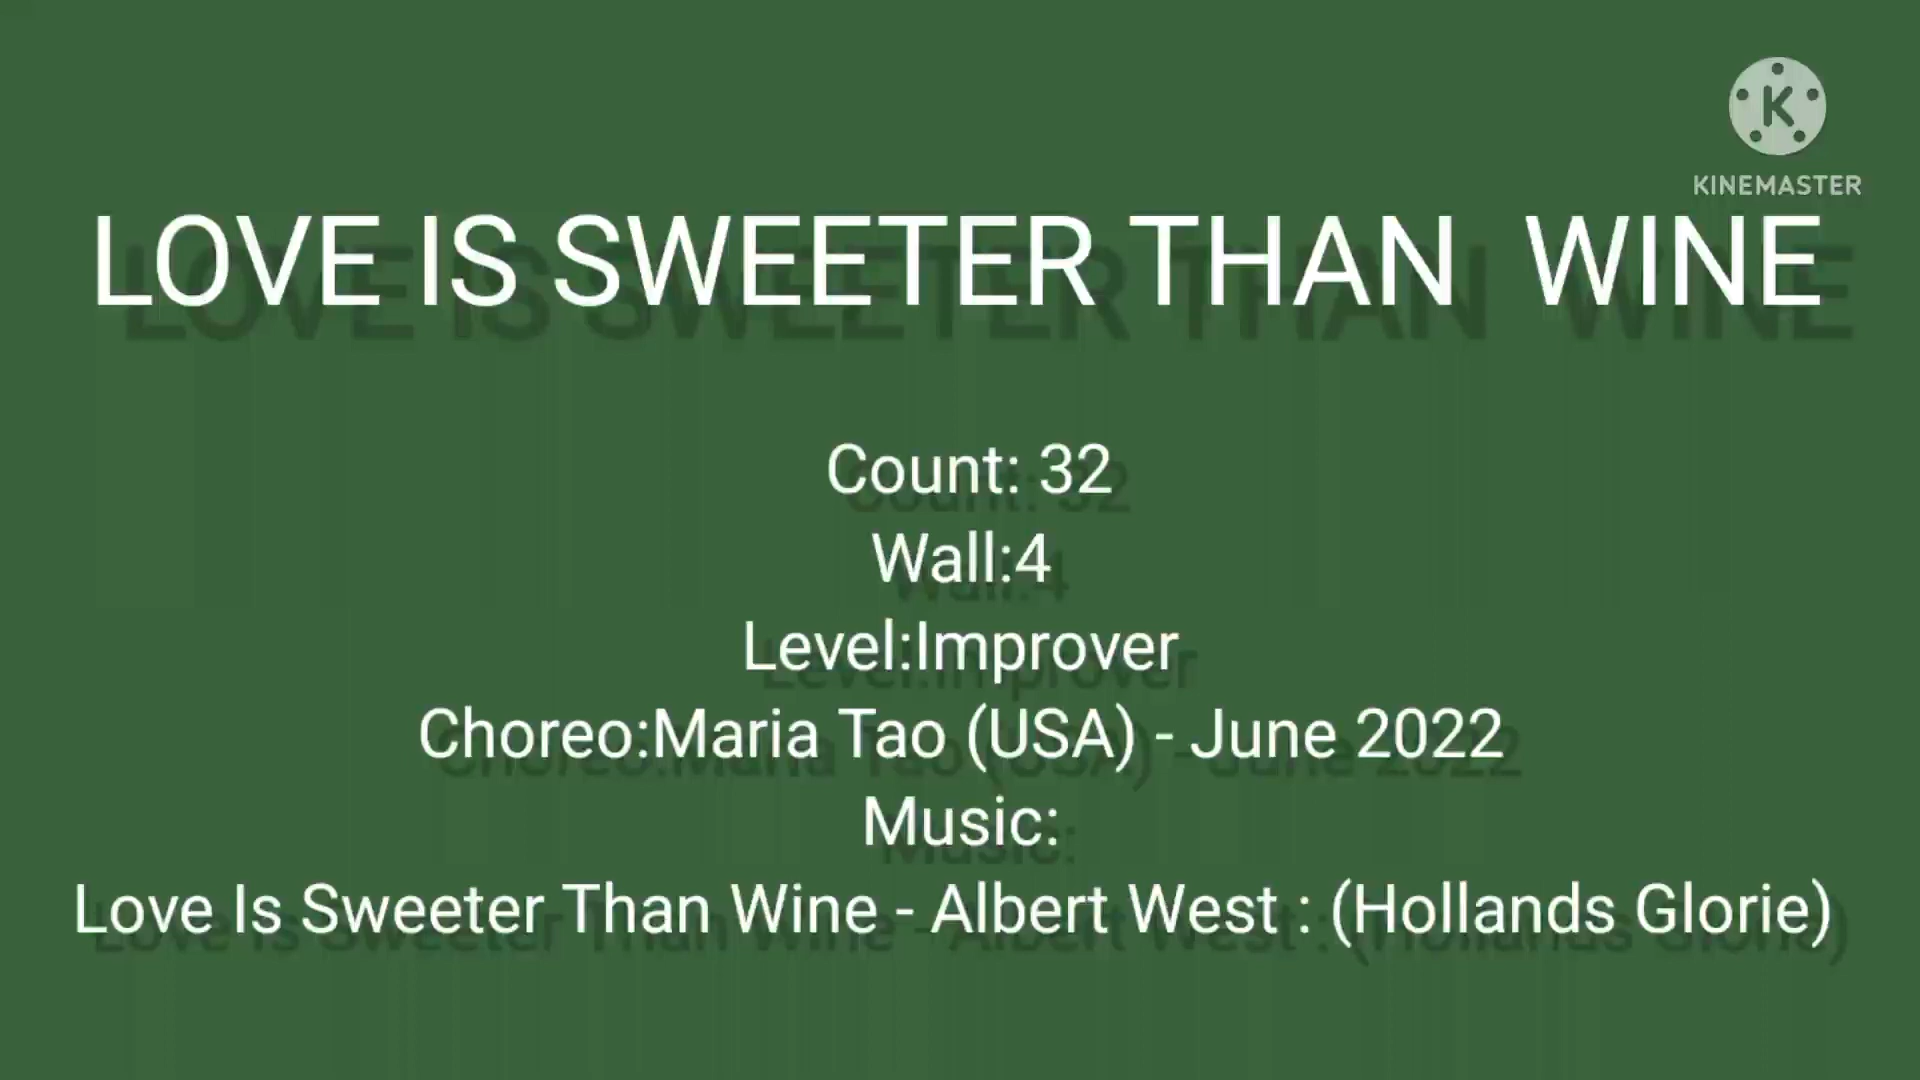 KINEMASTER
LOVE IS SWEETER THAN  WINE
Count: 32
Wall:4
Level:Improver
Choreo:Maria Tao (USA) - June 2022
Music:
Love Is Sweeter Than Wine - Albert West : (Hollands Glorie)